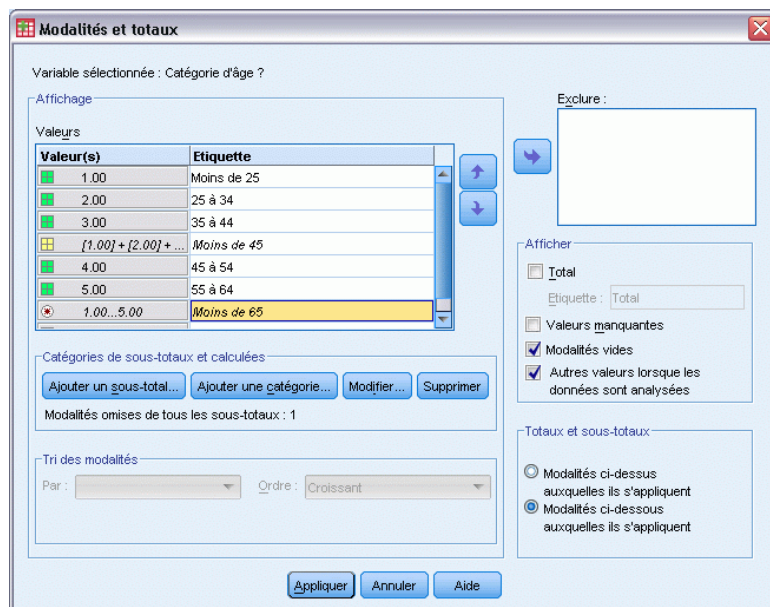 Modalités et totaux
Variable sélectionnée : Catégorie d'âge ?
Affichage
Valeurs
Valeur(s) Etiquette
1.00 Moins de 25
2.00 25 à 34
3.00 35 à 44
[1.00] + [2.00] + ... Moins de 45
4.00 45 à 54
5.00 55 à 64
1.00...5.00 Moins de 65
Catégories de sous-totaux et calculées
Ajouter un sous-total... Ajouter une catégorie... Modifier... Supprimer
Modalités omises de tous les sous-totaux : 1
Tri des modalités
Par : Ordre : Croissant
Exclure :
Afficher
Total
Etiquette : Total
Valeurs manquantes
Modalités vides
Autres valeurs lorsque les
données sont analysées
Totaux et sous-totaux
Modalités ci-dessus
auxquelles ils s'appliquent
Modalités ci-dessous
auxquelles ils s'appliquent
Appliquer Annuler Aide